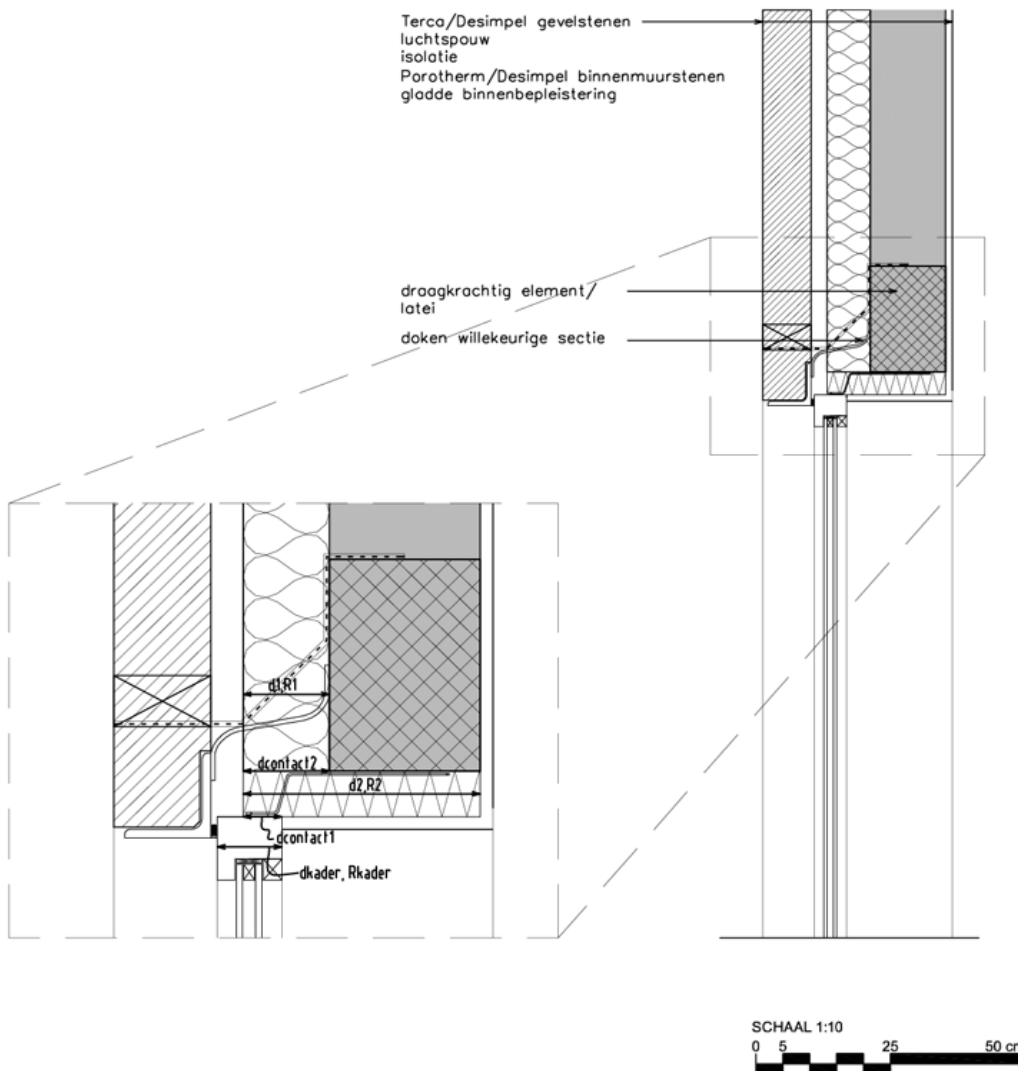 Terca/Desimpel gevelstenen
luchtspouw
isolatie
Porotherm/Desimpel binnenmuurstenen
gladde binnenbepleistering
draagkrachtig element/
latei
doken willekeurige sectie
d1,R1
dcontact2
d2,R2
dcontact1
dkader, Rkader
SCHAAL 1:10
0 5 25 50 cm